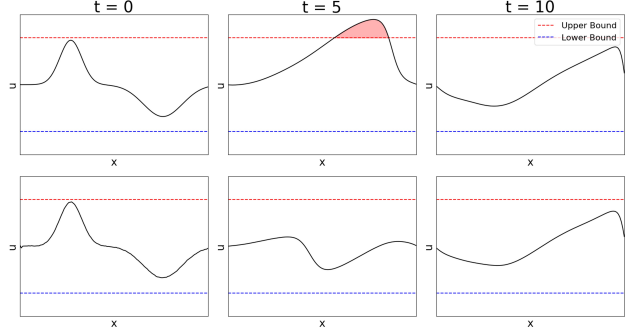 t = 0
t = 5
t = 10
Upper Bound
Lower Bound
u
u
u
x
x
x
u
u
u
x
x
x